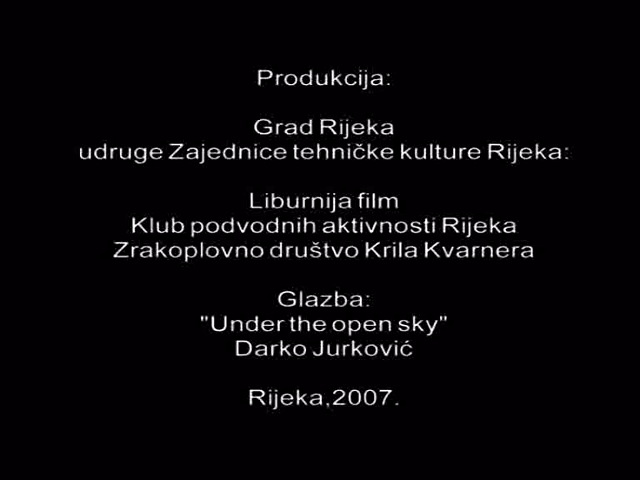 Produkcija:
Grad Rijeka
udruge Zajednice tehničke kulture Rijeka:
Liburnija film
Klub podvodnih aktivnosti Rijeka
Zrakoplovno društvo Krila Kvarnera
Glazba:
"Under the open sky"
Darko Jurković
Rijeka,2007.